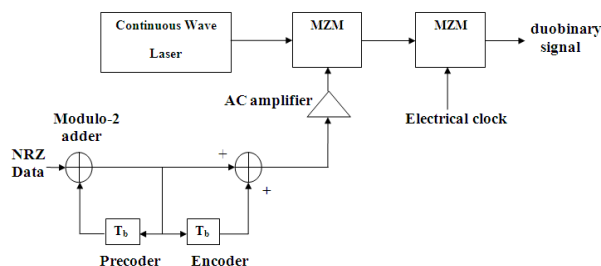 Continuous Wave
Laser
MZM
MZM
duobinary
signal
AC amplifier
Electrical clock
Modulo-2
adder
NRZ
Data
+
+
Tb
Tb
Precoder
Encoder